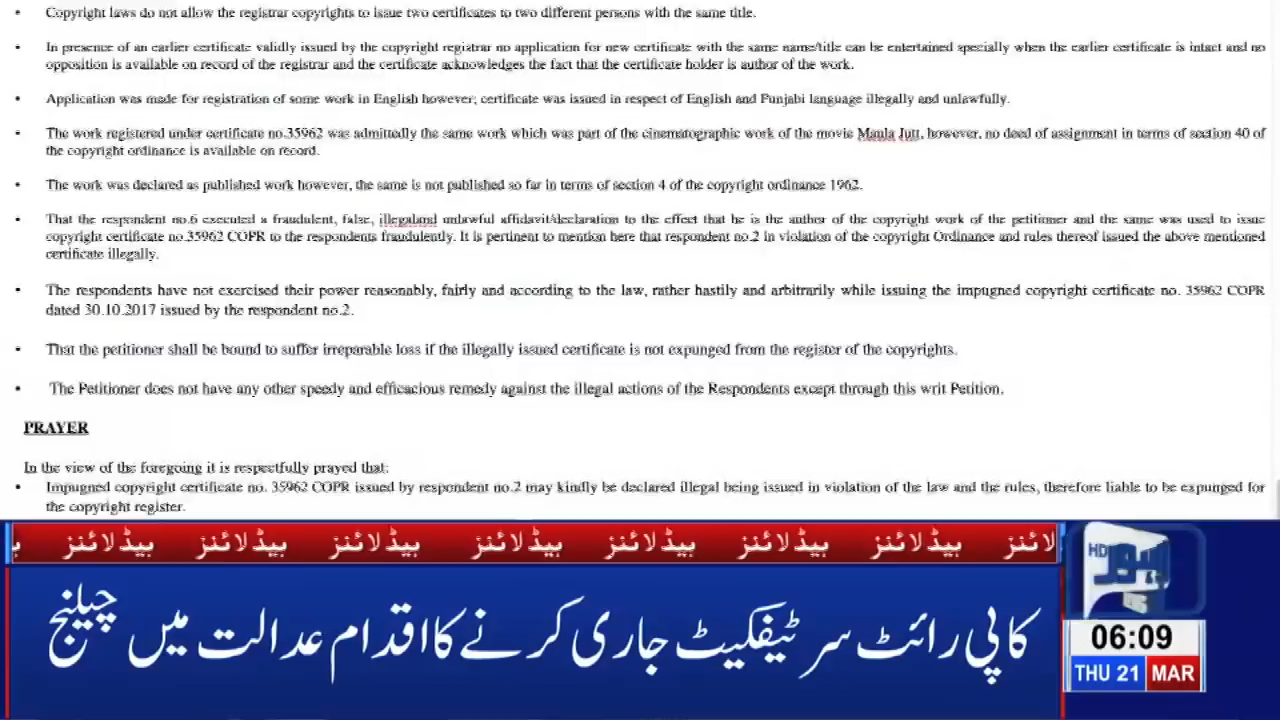 • Copyright laws do not allow the registrar copyrights to issue two certificates to two different persons with the same title.
• In presence of an earlier certificate validly issued by the copyright registrar no application for new certificate with the same name/title can be entertained specially when the earlier certificate is intact and no
opposition is available on record of the registrar and the certificate acknowledges the fact that the certificate holder is author of the work.
• Application was made for registration of some work in English however; certificate was issued in respect of English and Punjabi language illegally and unlawfully.
• The work registered under certificate no.35962 was admittedly the same work which was part of the cinematographic work of the movie Maula Jutt, however, no deed of assignment in terms of section 40 of
the copyright ordinance is available on record.
• The work was declared as published work however, the same is not published so far in terms of section 4 of the copyright ordinance 1962.
• That the respondent no.6 executed a fraudulent, false, illegaland unlawful affidavit/declaration to the effect that he is the author of the copyright work of the petitioner and the same was used to issue
copyright certificate no.35962 COPR to the respondents fraudulently. It is pertinent to mention here that respondent no.2 in violation of the copyright Ordinance and rules thereof issued the above mentioned
certificate illegally.
• The respondents have not exercised their power reasonably, fairly and according to the law, rather hastily and arbitrarily while issuing the impugned copyright certificate no. 35962 COPR
dated 30.10.2017 issued by the respondent no.2.
• That the petitioner shall be bound to suffer irreparable loss if the illegally issued certificate is not expunged from the register of the copyrights.
• The Petitioner does not have any other speedy and efficacious remedy against the illegal actions of the Respondents except through this writ Petition.
PRAYER
In the view of the foregoing it is respectfully prayed that:
• Impugned copyright certificate no. 35962 COPR issued by respondent no.2 may kindly be declared illegal being issued in violation of the law and the rules, therefore liable to be expunged for
the copyright register.
لائنز ہیڈلائنز ہیڈلائنز ہیڈلائنز ہیڈلائنز ہیڈلائنز ہیڈلائنز ہیڈلائنز
HD
کاپی رائٹ سرٹیفکیٹ جاری کرنے کا اقدام عدالت میں چیلنج
06:09
THU 21 MAR